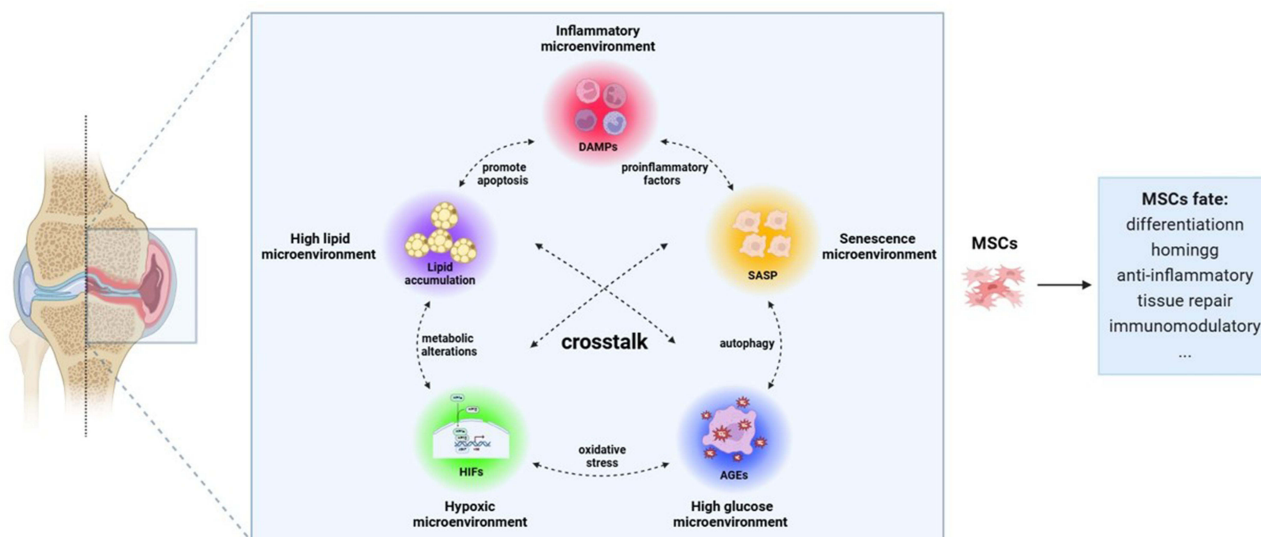 Inflammatory
microenvironment
DAMPs
promote
apoptosis
proinflammatory
factors
High lipid
microenvironment
Lipid
accumulation
SASP
Senescence
microenvironment
metabolic
alterations
crosstalk
autophagy
HIFs
oxidative
stress
AGEs
Hypoxic
microenvironment
High glucose
microenvironment
MSCs
MSCs fate:
differentiationn
homingg
anti-inflammatory
tissue repair
immunomodulatory
...